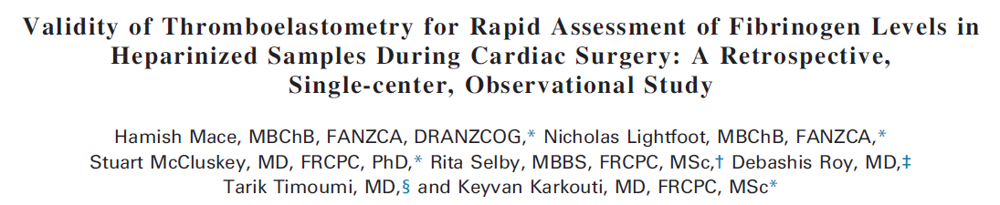 Validity of Thromboelastometry for Rapid Assessment of Fibrinogen Levels in
Heparinized Samples During Cardiac Surgery: A Retrospective,
Single-center, Observational Study
Hamish Mace, MBChB, FANZCA, DRANZCOG,* Nicholas Lightfoot, MBChB, FANZCA,*
Stuart McCluskey, MD, FRCPC, PhD,* Rita Selby, MBBS, FRCPC, MSc,† Debashis Roy, MD,‡
Tarik Timoumi, MD,§ and Keyvan Karkouti, MD, FRCPC, MSc*